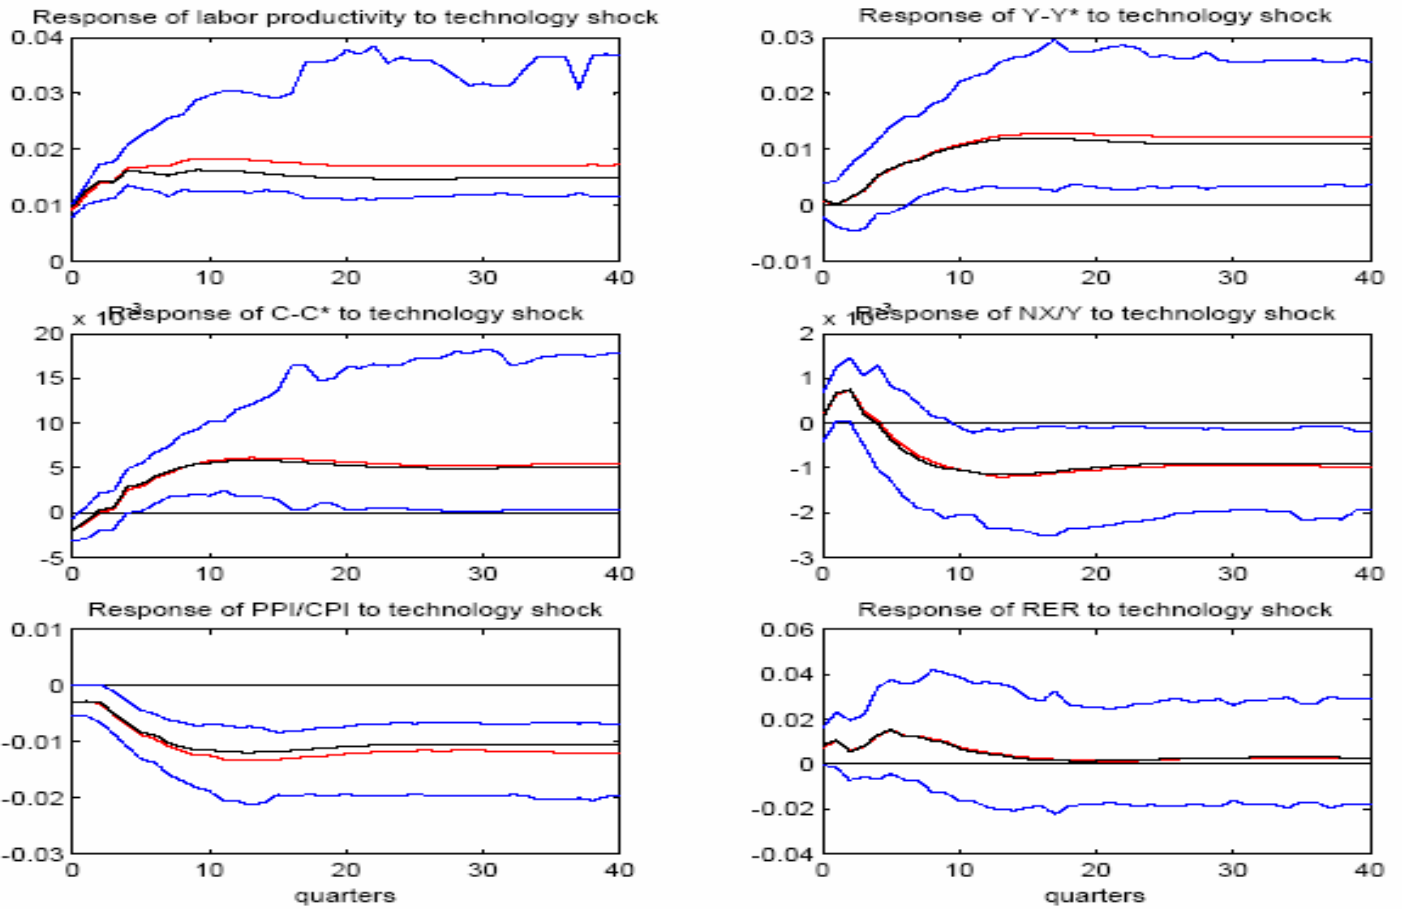 Response of labor productivity to technology shock
0.04
0.03
0.02
0.01
0
0 10 20 30 40
Response of Y-Y* to technology shock
0.03
0.02
0.01
0
-0.01
0 10 20 30 40
Response of C-C* to technology shock
x 10-3
20
15
10
5
0
-5
0 10 20 30 40
Response of NX/Y to technology shock
x 10-3
2
1
0
-1
-2
-3
0 10 20 30 40
Response of PPI/CPI to technology shock
0.01
0
-0.01
-0.02
-0.03
0 10 20 30 40
quarters
Response of RER to technology shock
0.06
0.04
0.02
0
-0.02
-0.04
0 10 20 30 40
quarters